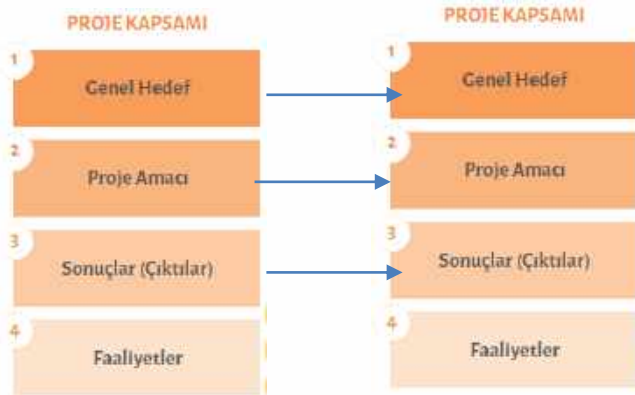 PROJE KAPSAMI
1
Genel Hedef
2
Proje Amacı
3
Sonuçlar (Çıktılar)
4
Faaliyetler
PROJE KAPSAMI
1
Genel Hedef
2
Proje Amacı
3
Sonuçlar (Çıktılar)
4
Faaliyetler